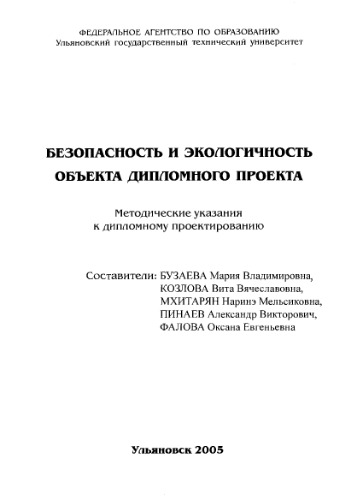 ФЕДЕРАЛЬНОЕ АГЕНТСТВО ПО ОБРАЗОВАНИЮ
Ульяновский государственный технический университет
БЕЗОПАСНОСТЬ И ЭКОЛОГИЧНОСТЬ
ОБЪЕКТА ДИПЛОМНОГО ПРОЕКТА
Методические указания
к дипломному проектированию
Составители: БУЗАЕВА Мария Владимировна,
КОЗЛОВА Вита Вячеславовна,
МХИТАРЯН Наринэ Мельсиковна,
ПИНАЕВ Александр Викторович,
ФАЛОВА Оксана Евгеньевна
Ульяновск 2005